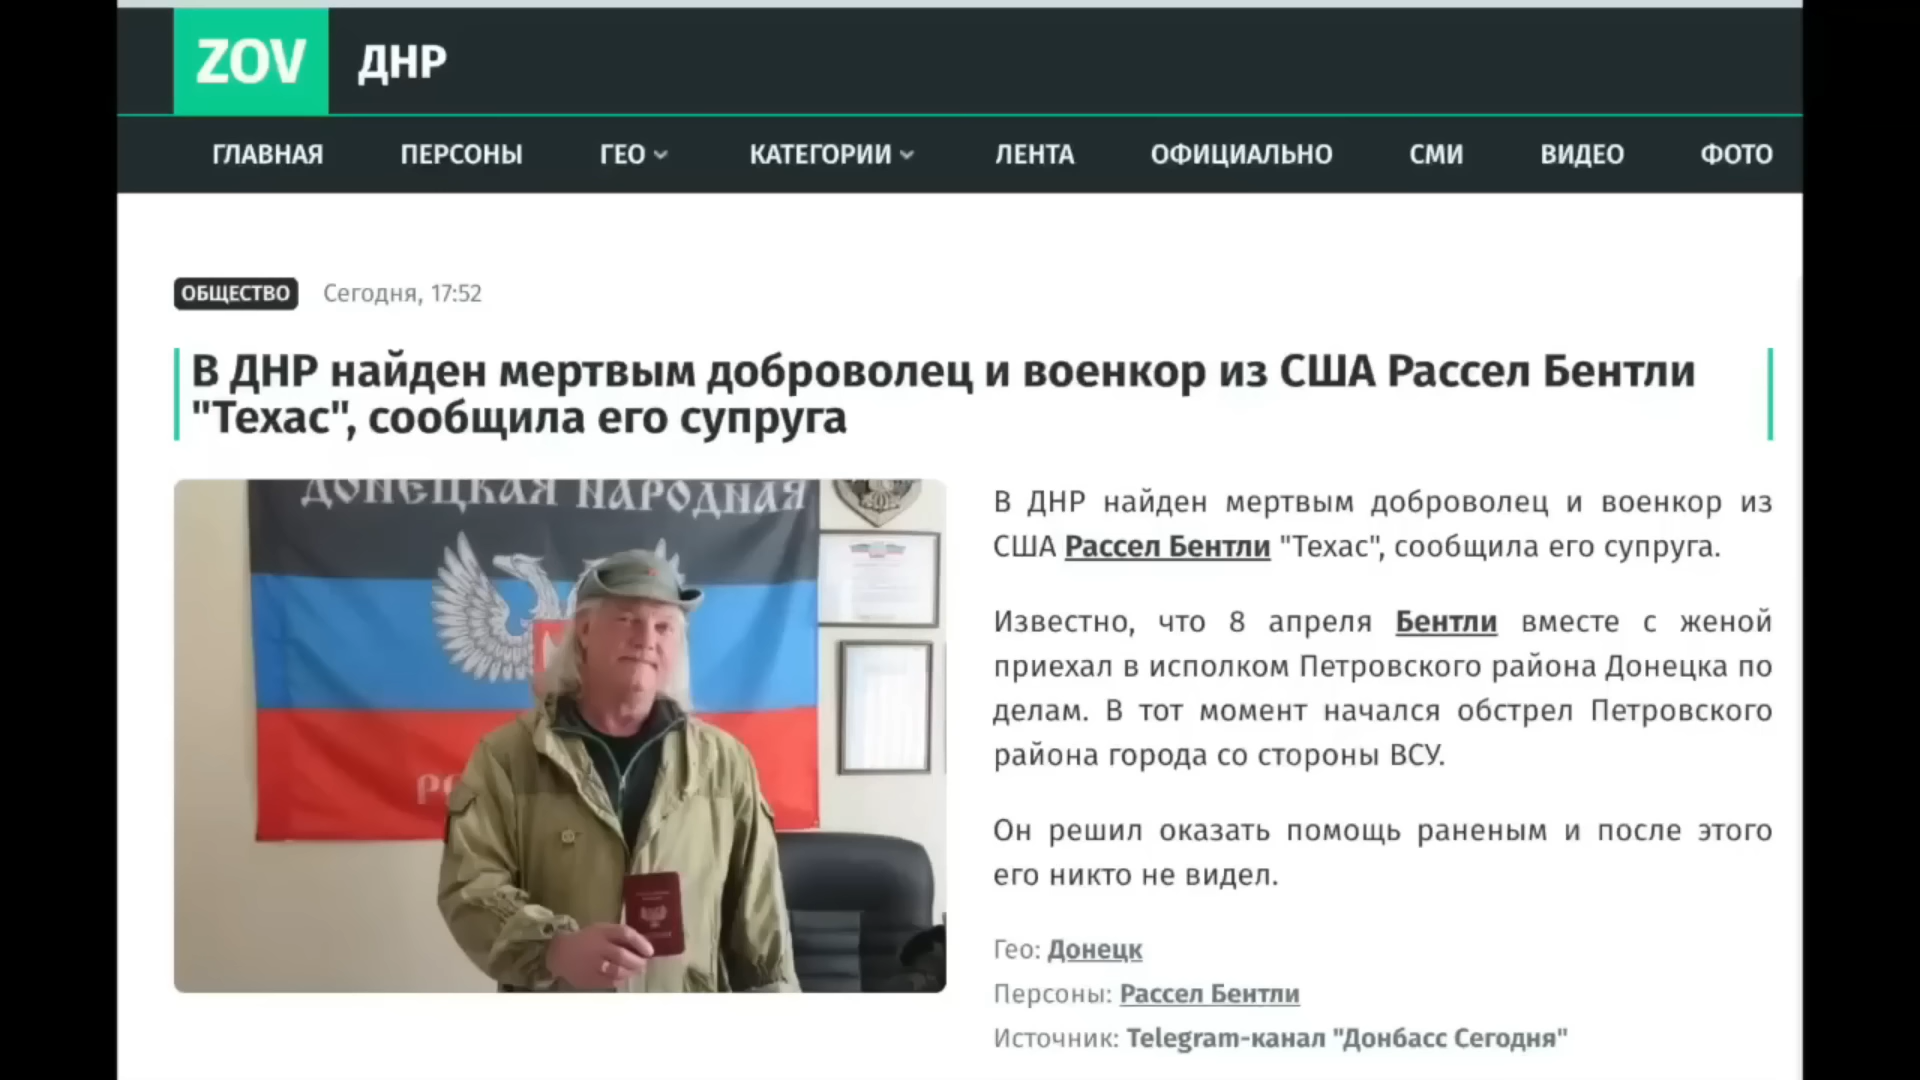 ZOV ДНР
ГЛАВНАЯ ПЕРСОНЫ ГЕО КАТЕГОРИИ ЛЕНТА ОФИЦИАЛЬНО СМИ ВИДЕО ФОТО
ОБЩЕСТВО Сегодня, 17:52
В ДНР найден мертвым доброволец и военкор из США Рассел Бентли
"Техас", сообщила его супруга
ДОНЕЦКАЯ НАРОДНАЯ
В ДНР найден мертвым доброволец и военкор из
США Рассел Бентли "Техас", сообщила его супруга.
Известно, что 8 апреля Бентли вместе с женой
приехал в исполком Петровского района Донецка по
делам. В тот момент начался обстрел Петровского
района города со стороны ВСУ.
Он решил оказать помощь раненым и после этого
его никто не видел.
Гео: Донецк
Персоны: Рассел Бентли
Источник: Telegram-канал "Донбасс Сегодня"